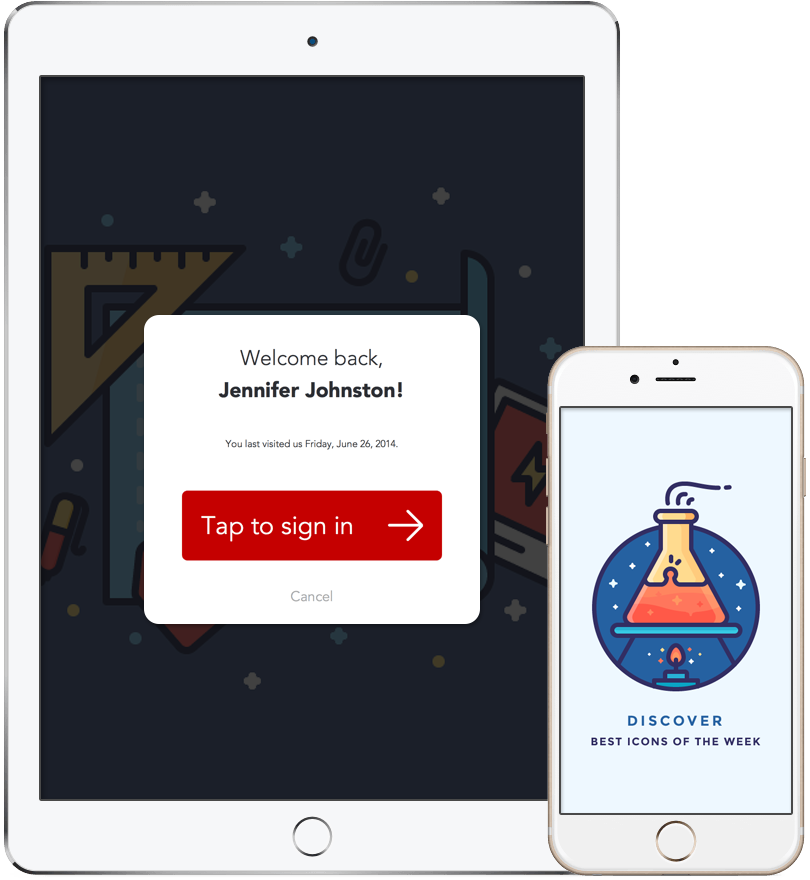 Welcome back,
Jennifer Johnston!
You last visited us Friday, June 26, 2014.
Tap to sign in
Cancel
DISCOVER
BEST ICONS OF THE WEEK